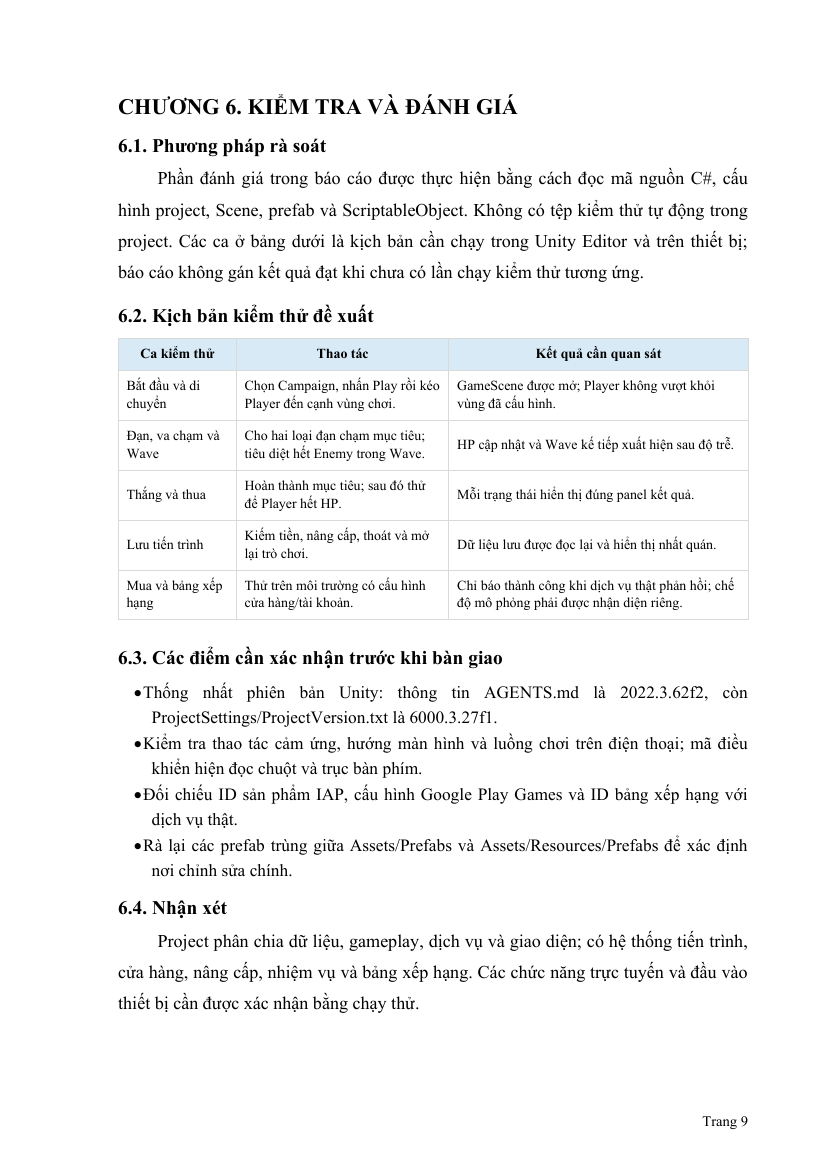 CHƯƠNG 6. KIỂM TRA VÀ ĐÁNH GIÁ
6.1. Phương pháp rà soát
Phần đánh giá trong báo cáo được thực hiện bằng cách đọc mã nguồn C#, cấu
hình project, Scene, prefab và ScriptableObject. Không có tệp kiểm thử tự động trong
project. Các ca ở bảng dưới là kịch bản cần chạy trong Unity Editor và trên thiết bị;
báo cáo không gán kết quả đạt khi chưa có lần chạy kiểm thử tương ứng.
6.2. Kịch bản kiểm thử đề xuất
Ca kiểm thử Thao tác Kết quả cần quan sát
Bắt đầu và di
chuyển
Chọn Campaign, nhấn Play rồi kéo
Player đến cạnh vùng chơi.
GameScene được mở; Player không vượt khỏi
vùng đã cấu hình.
Đạn, va chạm và
Wave
Cho hai loại đạn chạm mục tiêu;
tiêu diệt hết Enemy trong Wave.
HP cập nhật và Wave kế tiếp xuất hiện sau độ trễ.
Thắng và thua
Hoàn thành mục tiêu; sau đó thử
để Player hết HP.
Mỗi trạng thái hiển thị đúng panel kết quả.
Lưu tiến trình
Kiếm tiền, nâng cấp, thoát và mở
lại trò chơi.
Dữ liệu lưu được đọc lại và hiển thị nhất quán.
Mua và bảng xếp
hạng
Thử trên môi trường có cấu hình
cửa hàng/tài khoản.
Chỉ báo thành công khi dịch vụ thật phản hồi; chế
độ mô phỏng phải được nhận diện riêng.
6.3. Các điểm cần xác nhận trước khi bàn giao
•Thống nhất phiên bản Unity: thông tin AGENTS.md là 2022.3.62f2, còn
ProjectSettings/ProjectVersion.txt là 6000.3.27f1.
•Kiểm tra thao tác cảm ứng, hướng màn hình và luồng chơi trên điện thoại; mã điều
khiển hiện đọc chuột và trục bàn phím.
•Đối chiếu ID sản phẩm IAP, cấu hình Google Play Games và ID bảng xếp hạng với
dịch vụ thật.
•Rà lại các prefab trùng giữa Assets/Prefabs và Assets/Resources/Prefabs để xác định
nơi chỉnh sửa chính.
6.4. Nhận xét
Project phân chia dữ liệu, gameplay, dịch vụ và giao diện; có hệ thống tiến trình,
cửa hàng, nâng cấp, nhiệm vụ và bảng xếp hạng. Các chức năng trực tuyến và đầu vào
thiết bị cần được xác nhận bằng chạy thử.
Trang 9